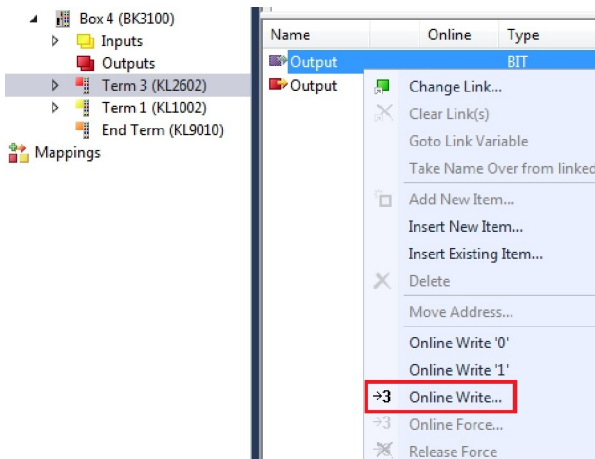 Box 4 (BK3100)
Inputs
Outputs
Term 3 (KL2602)
Term 1 (KL1002)
End Term (KL9010)
Mappings
Name Online Type
Output BIT
Output
Change Link...
Clear Link(s)
Goto Link Variable
Take Name Over from linked
Add New Item...
Insert New Item...
Insert Existing Item...
Delete
Move Address...
Online Write '0'
Online Write '1'
→3 Online Write...
→3 Online Force...
Release Force